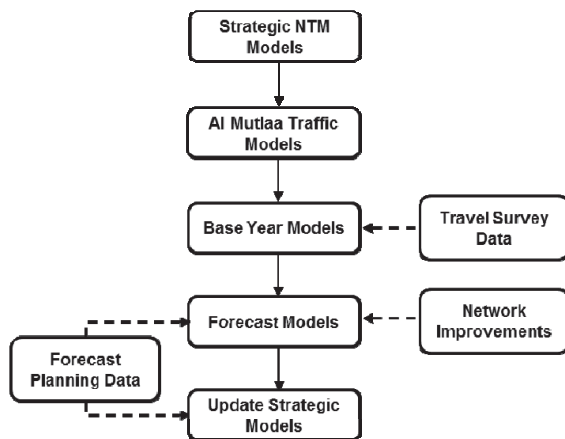 Strategic NTM
Models
Al Mutlaa Traffic
Models
Base Year Models
Travel Survey
Data
Forecast Models
Network
Improvements
Forecast
Planning Data
Update Strategic
Models